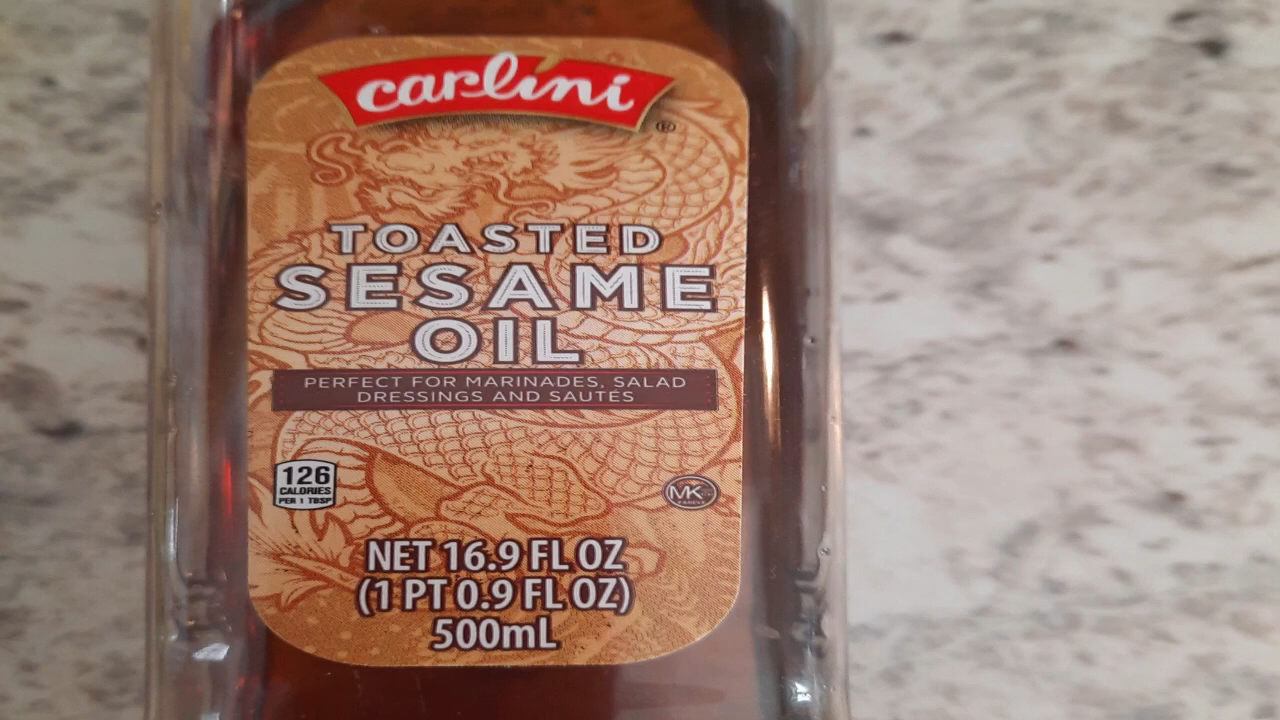 carlini
®
TOASTED
SESAME
OIL
PERFECT FOR MARINADES, SALAD
DRESSINGS AND SAUTÉS
126
CALORIES
PER 1 TBSP
MK
NET 16.9 FL OZ
(1 PT 0.9 FL OZ)
500mL